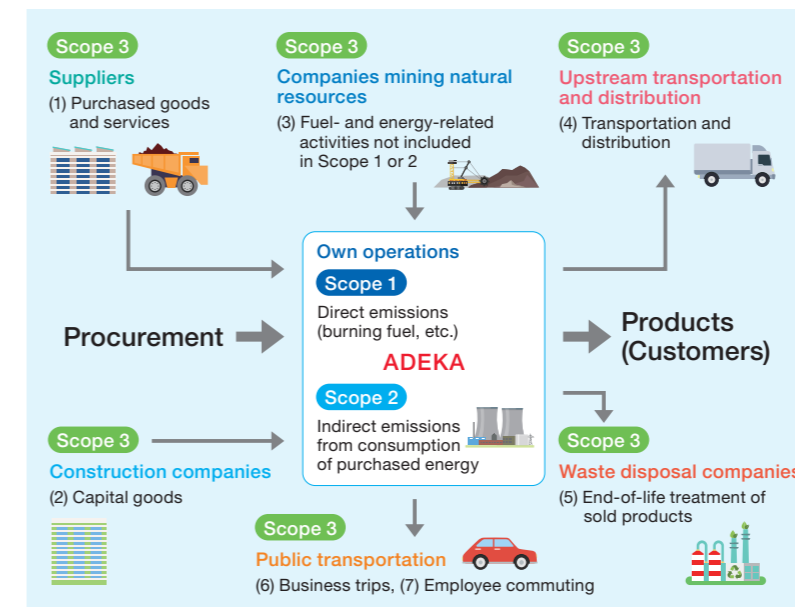 Scope 3
Suppliers
(1) Purchased goods
and services
Scope 3
Companies mining natural
resources
(3) Fuel- and energy-related
activities not included
in Scope 1 or 2
Scope 3
Upstream transportation
and distribution
(4) Transportation and
distribution
Own operations
Scope 1
Direct emissions
(burning fuel, etc.)
ADEKA
Scope 2
Indirect emissions
from consumption
of purchased energy
Procurement
Products
(Customers)
Scope 3
Construction companies
(2) Capital goods
Scope 3
Public transportation
(6) Business trips, (7) Employee commuting
Scope 3
Waste disposal companies
(5) End-of-life treatment of
sold products